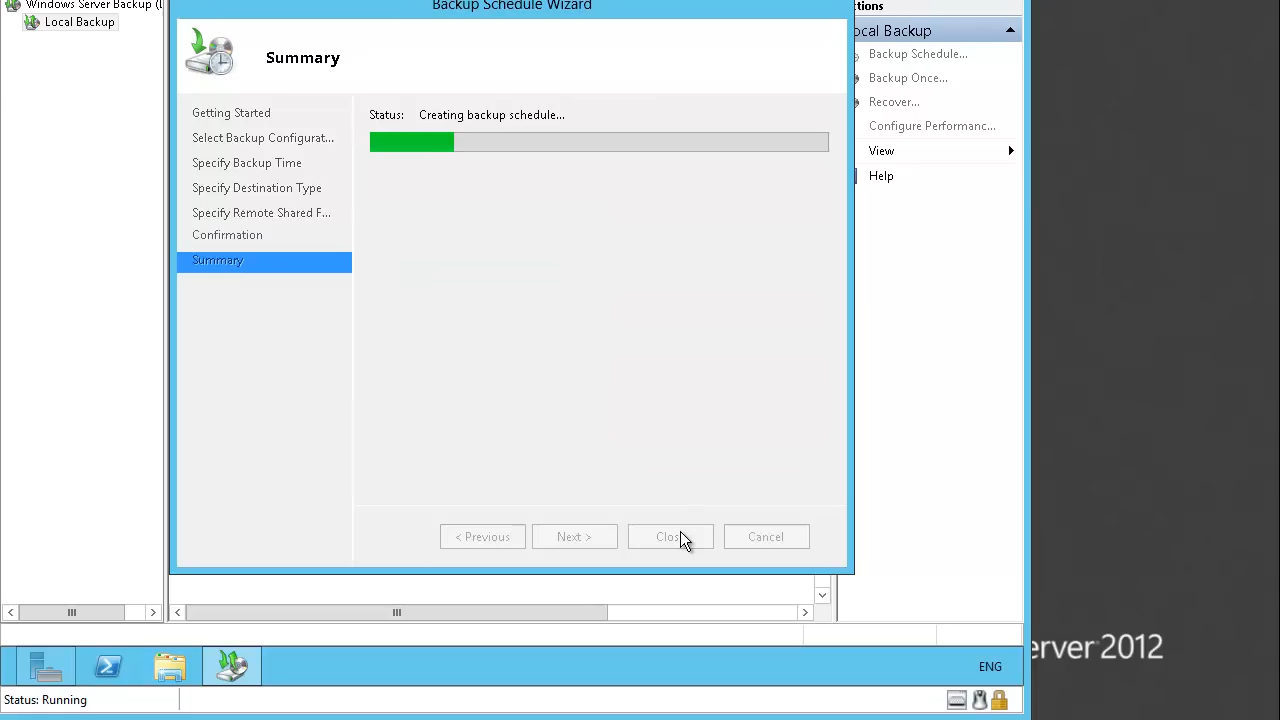 Windows Server Backup (L
Local Backup
Backup Schedule Wizard
Summary
Getting Started
Select Backup Configurat...
Specify Backup Time
Specify Destination Type
Specify Remote Shared F...
Confirmation
Summary
Status: Creating backup schedule...
< Previous
Next >
Clos
Cancel
ctions
ocal Backup
Backup Schedule...
Backup Once...
Recover...
Configure Performanc...
View
Help
erver 2012
ENG
Status: Running